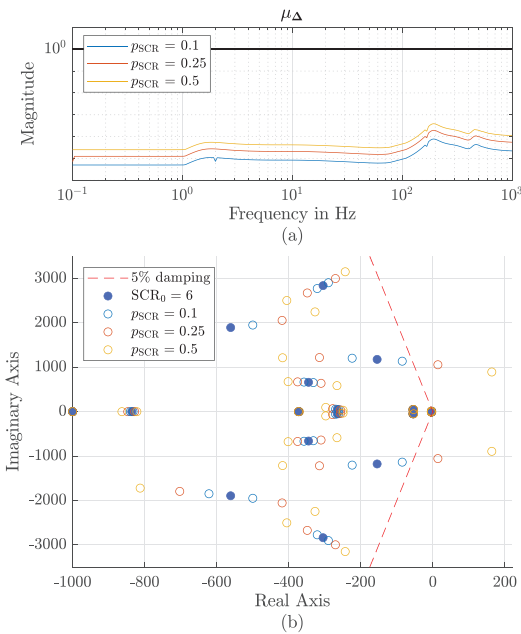 μ_Δ
10^0
p_SCR = 0.1
p_SCR = 0.25
p_SCR = 0.5
Magnitude
10^−1 10^0 10^1 10^2 10^3
Frequency in Hz
(a)
3000
2000
1000
0
-1000
-2000
-3000
Imaginary Axis
5% damping
SCR_0 = 6
p_SCR = 0.1
p_SCR = 0.25
p_SCR = 0.5
-1000 -800 -600 -400 -200 0 200
Real Axis
(b)